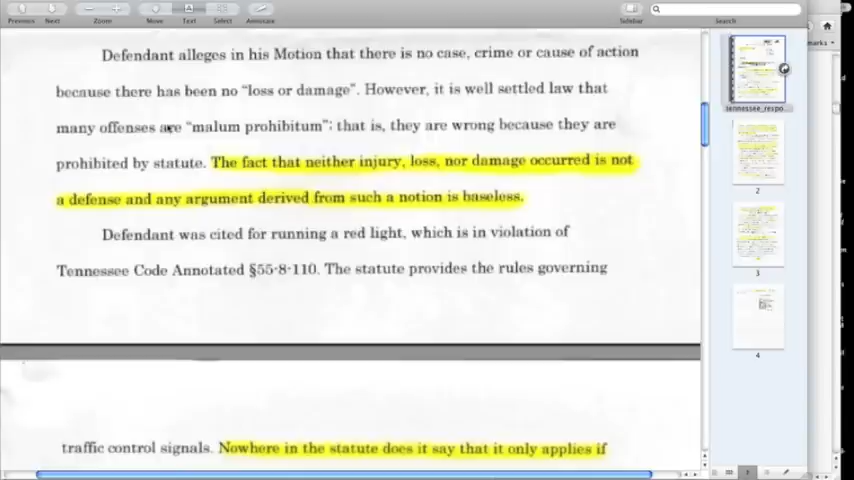 Previous Next Zoom Move Text Select Annotate Sidebar Search
Defendant alleges in his Motion that there is no case, crime or cause of action
because there has been no "loss or damage". However, it is well settled law that
many offenses are "malum prohibitum"; that is, they are wrong because they are
prohibited by statute. The fact that neither injury, loss, nor damage occurred is not
a defense and any argument derived from such a notion is baseless.
Defendant was cited for running a red light, which is in violation of
Tennessee Code Annotated §55-8-110. The statute provides the rules governing
traffic control signals. Nowhere in the statute does it say that it only applies if
tennessee_respo...
2
3
4
marks